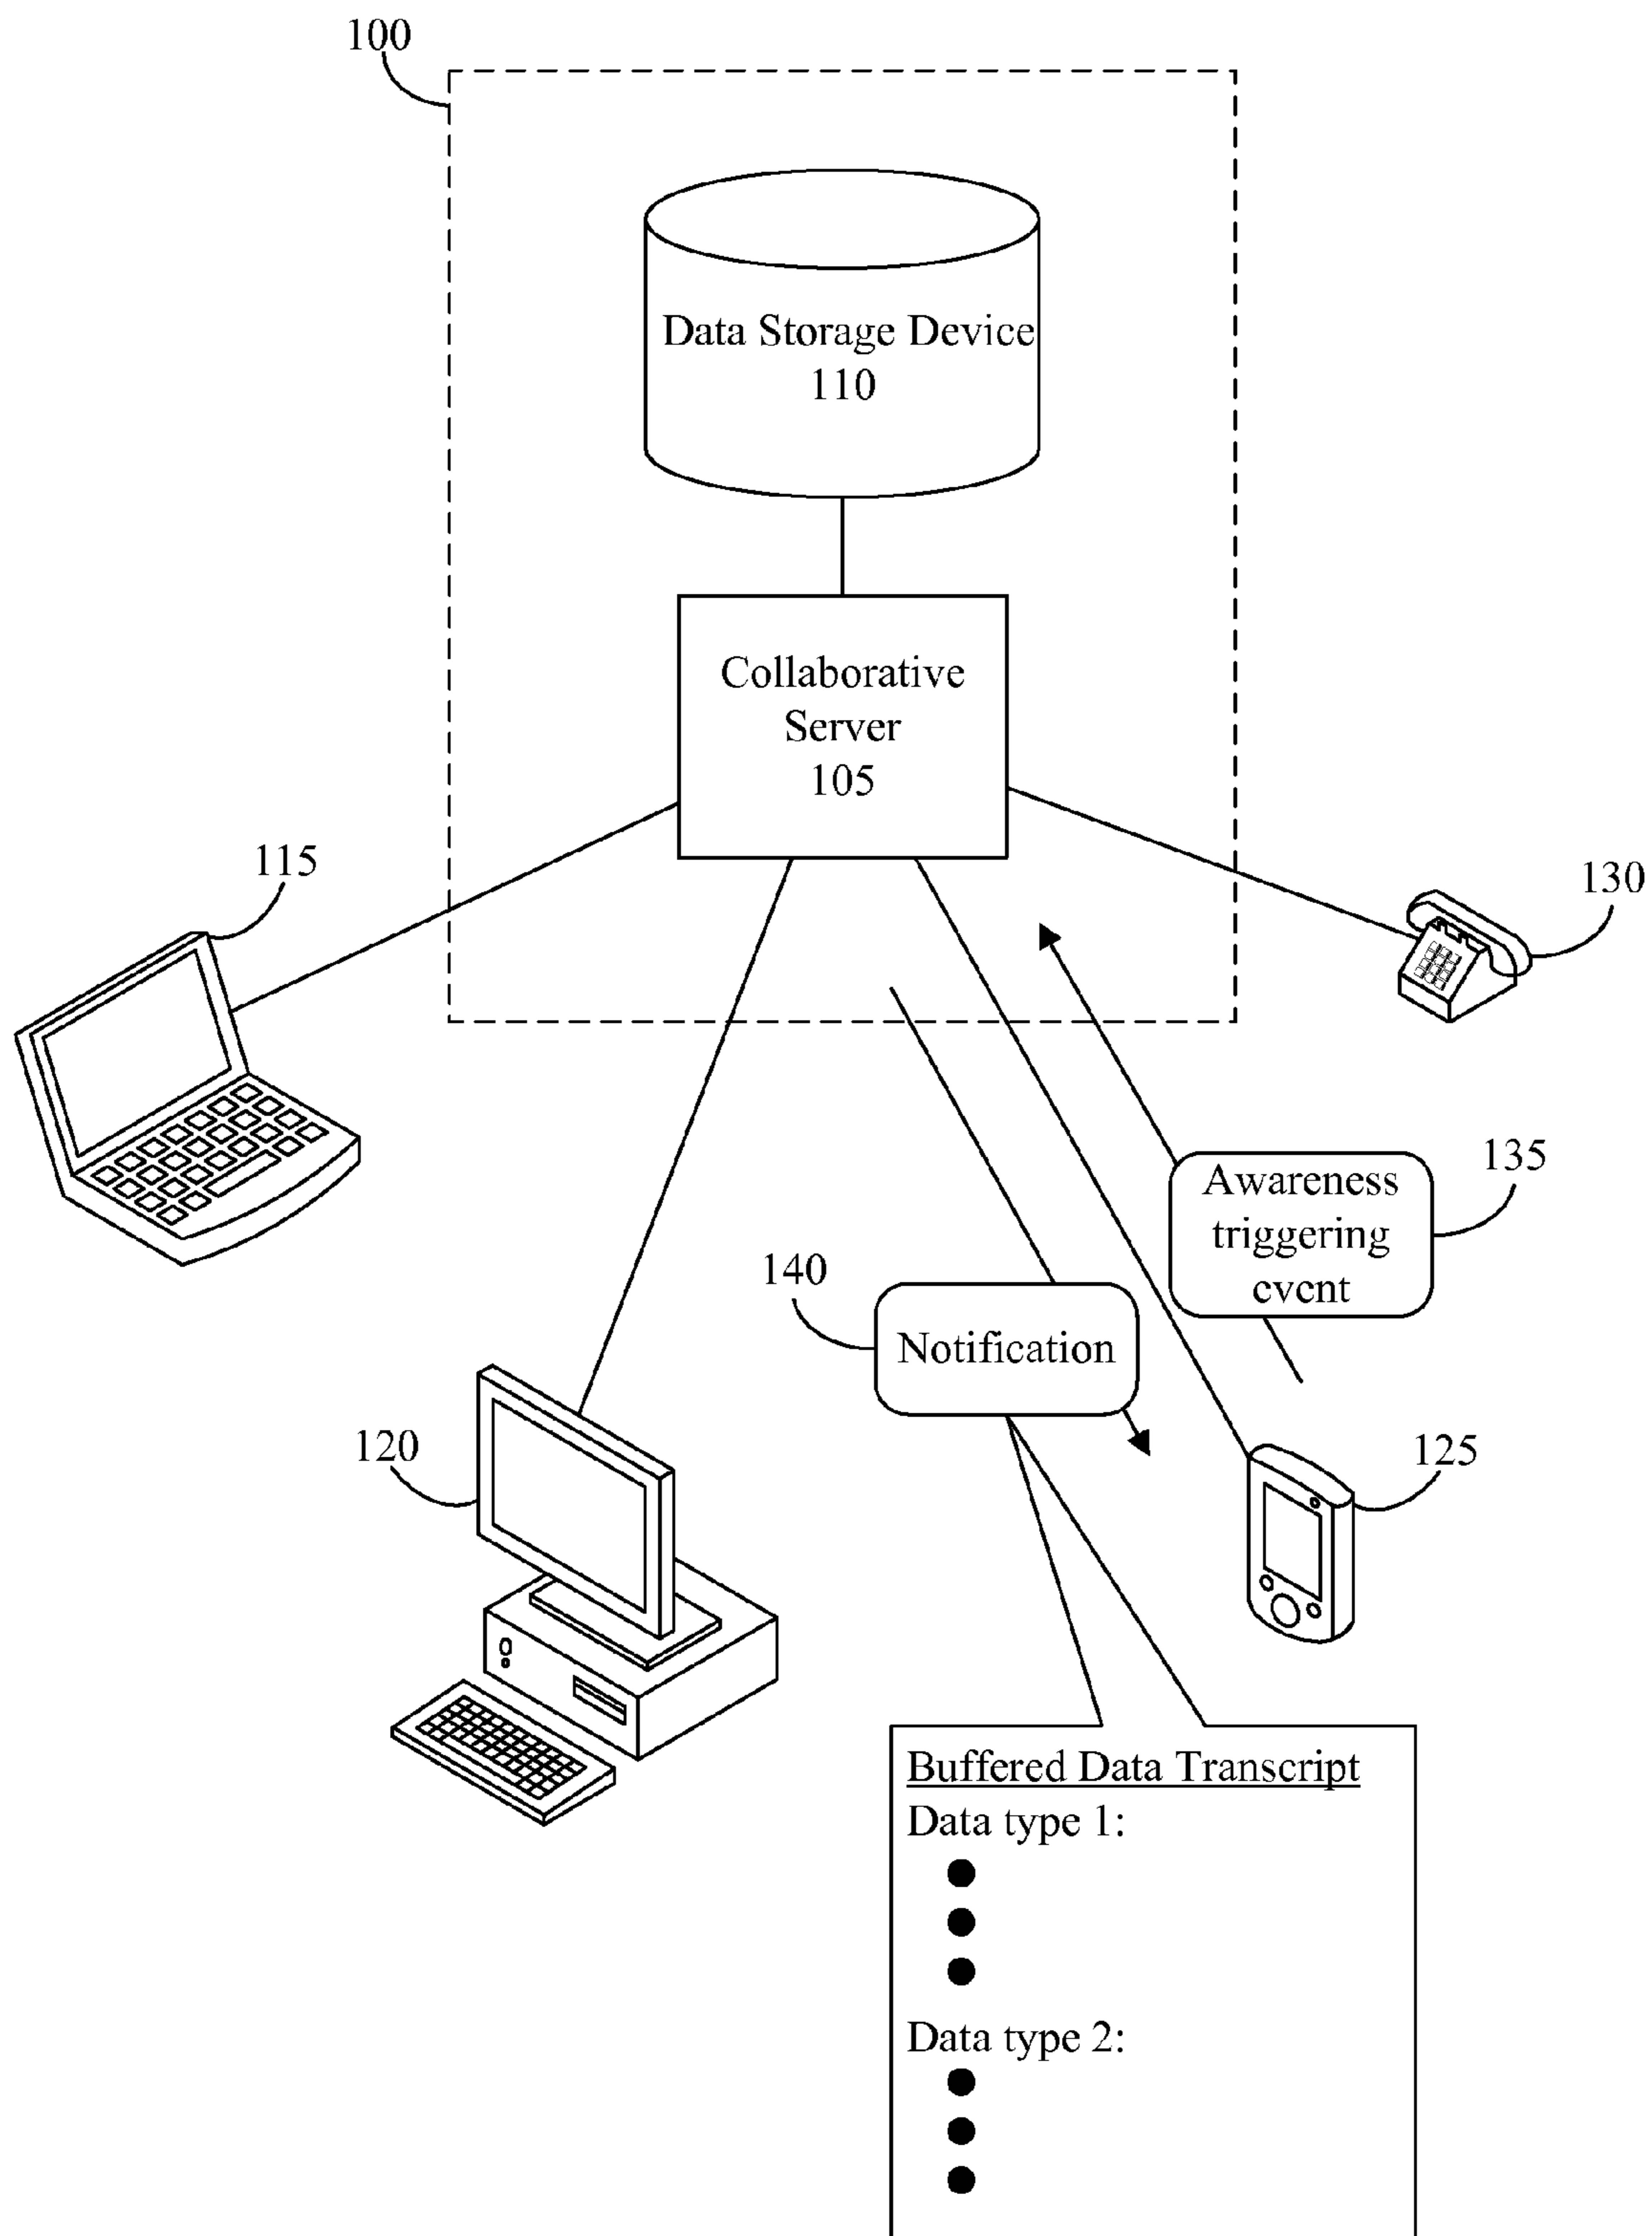 100
Data Storage Device
110
Collaborative
Server
105
115
130
135
Awareness
triggering
event
140
Notification
120
125
Buffered Data Transcript
Data type 1:
Data type 2: